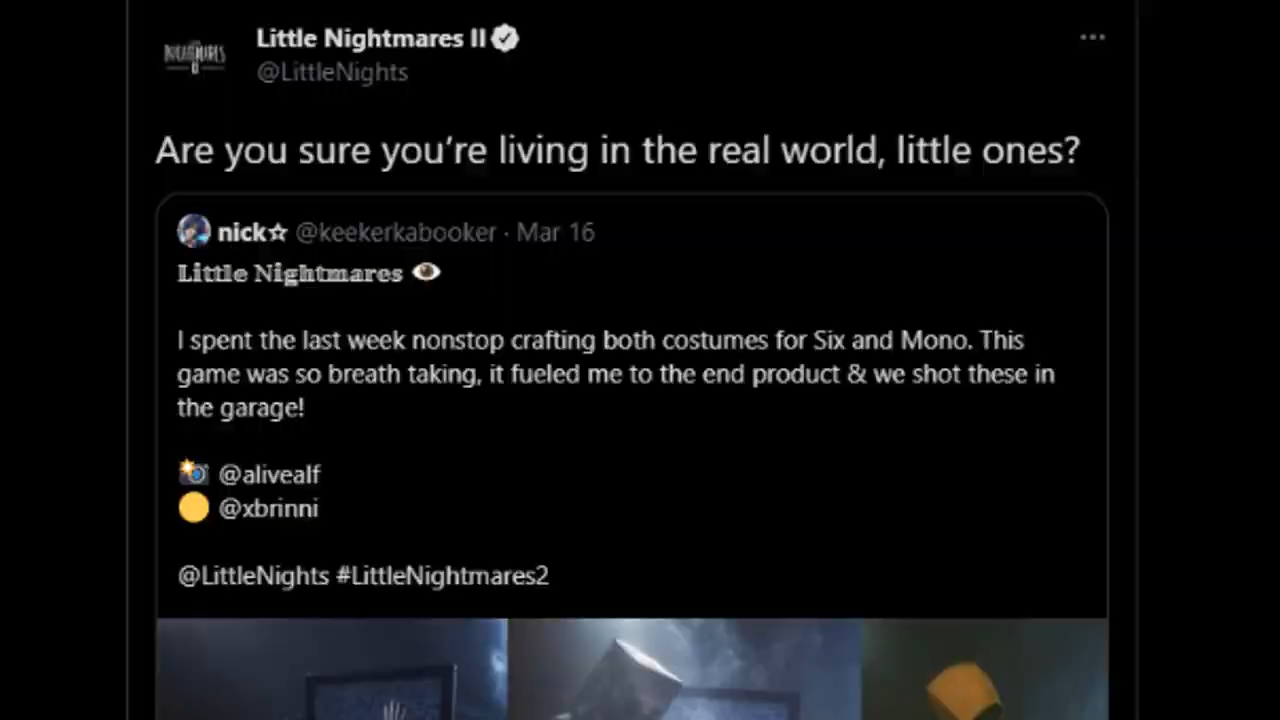 Little Nightmares II
@LittleNights
Are you sure you’re living in the real world, little ones?
nick☆ @keekerkabooker · Mar 16
𝕃𝕚𝕥𝕥𝕝𝕖 ℕ𝕚𝕘𝕙𝕥𝕞𝕒𝕣𝕖𝕤 👁️
I spent the last week nonstop crafting both costumes for Six and Mono. This
game was so breath taking, it fueled me to the end product & we shot these in
the garage!
📸 @alivealf
🟡 @xbrinni
@LittleNights #LittleNightmares2